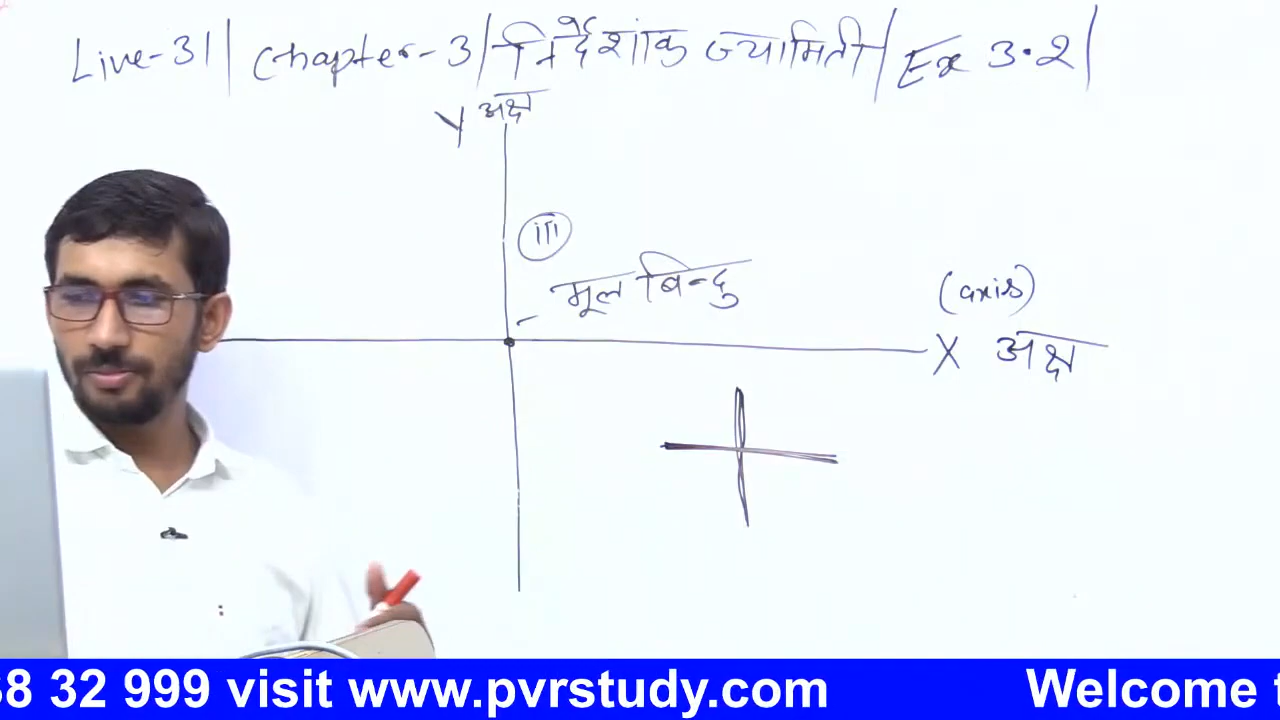 Live-31| Chapter-3| निर्देशांक ज्यामिती| Ex 3.2|
Y अक्ष
iii
मूल बिन्दु
(axis)
X अक्ष
8 32 999 visit www.pvrstudy.com Welcome t